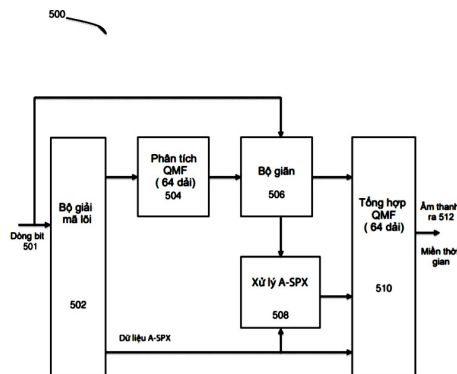 500
Bộ giải
mã lõi
502
Phân tích
QMF
( 64 dải)
504
Bộ giãn
506
Tổng hợp
QMF
( 64 dải)
510
Dòng bit
501
Âm thanh
ra 512
Miền thời
gian
Xử lý A-SPX
508
Dữ liệu A-SPX